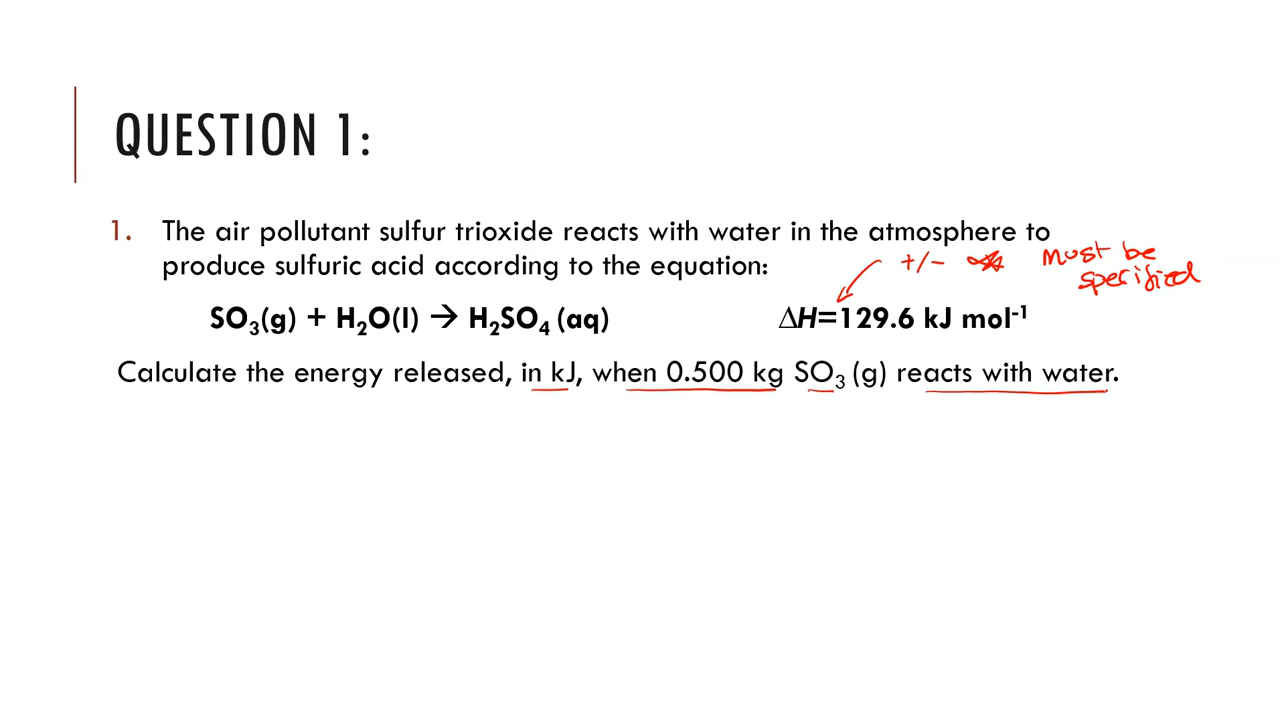 QUESTION 1:
1. The air pollutant sulfur trioxide reacts with water in the atmosphere to
produce sulfuric acid according to the equation:
+/- must be
specified
SO₃(g) + H₂O(l) → H₂SO₄ (aq) ΔH=129.6 kJ mol⁻¹
Calculate the energy released, in kJ, when 0.500 kg SO₃ (g) reacts with water.